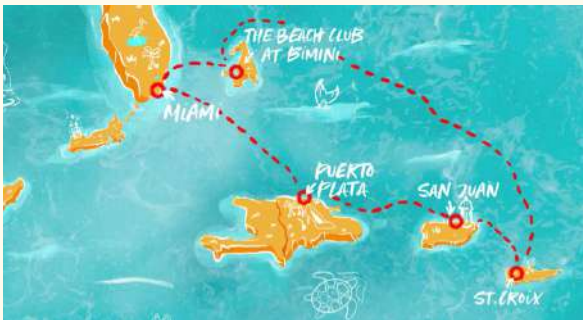 THE BEACH CLUB
AT BIMINI
MIAMI
PUERTO
PLATA
SAN JUAN
ST. CROIX